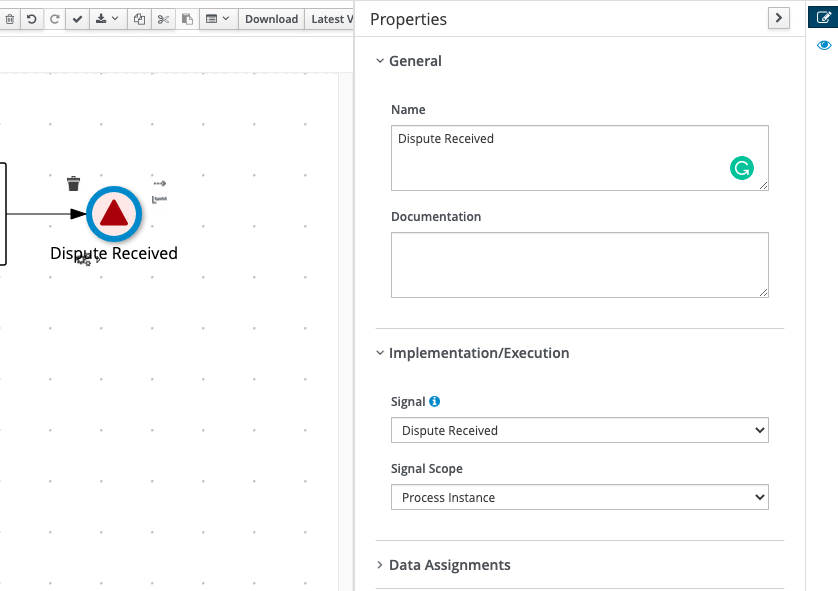 Download
Latest V
Dispute Received
Properties
General
Name
Dispute Received
Documentation
Implementation/Execution
Signal
Dispute Received
Signal Scope
Process Instance
Data Assignments